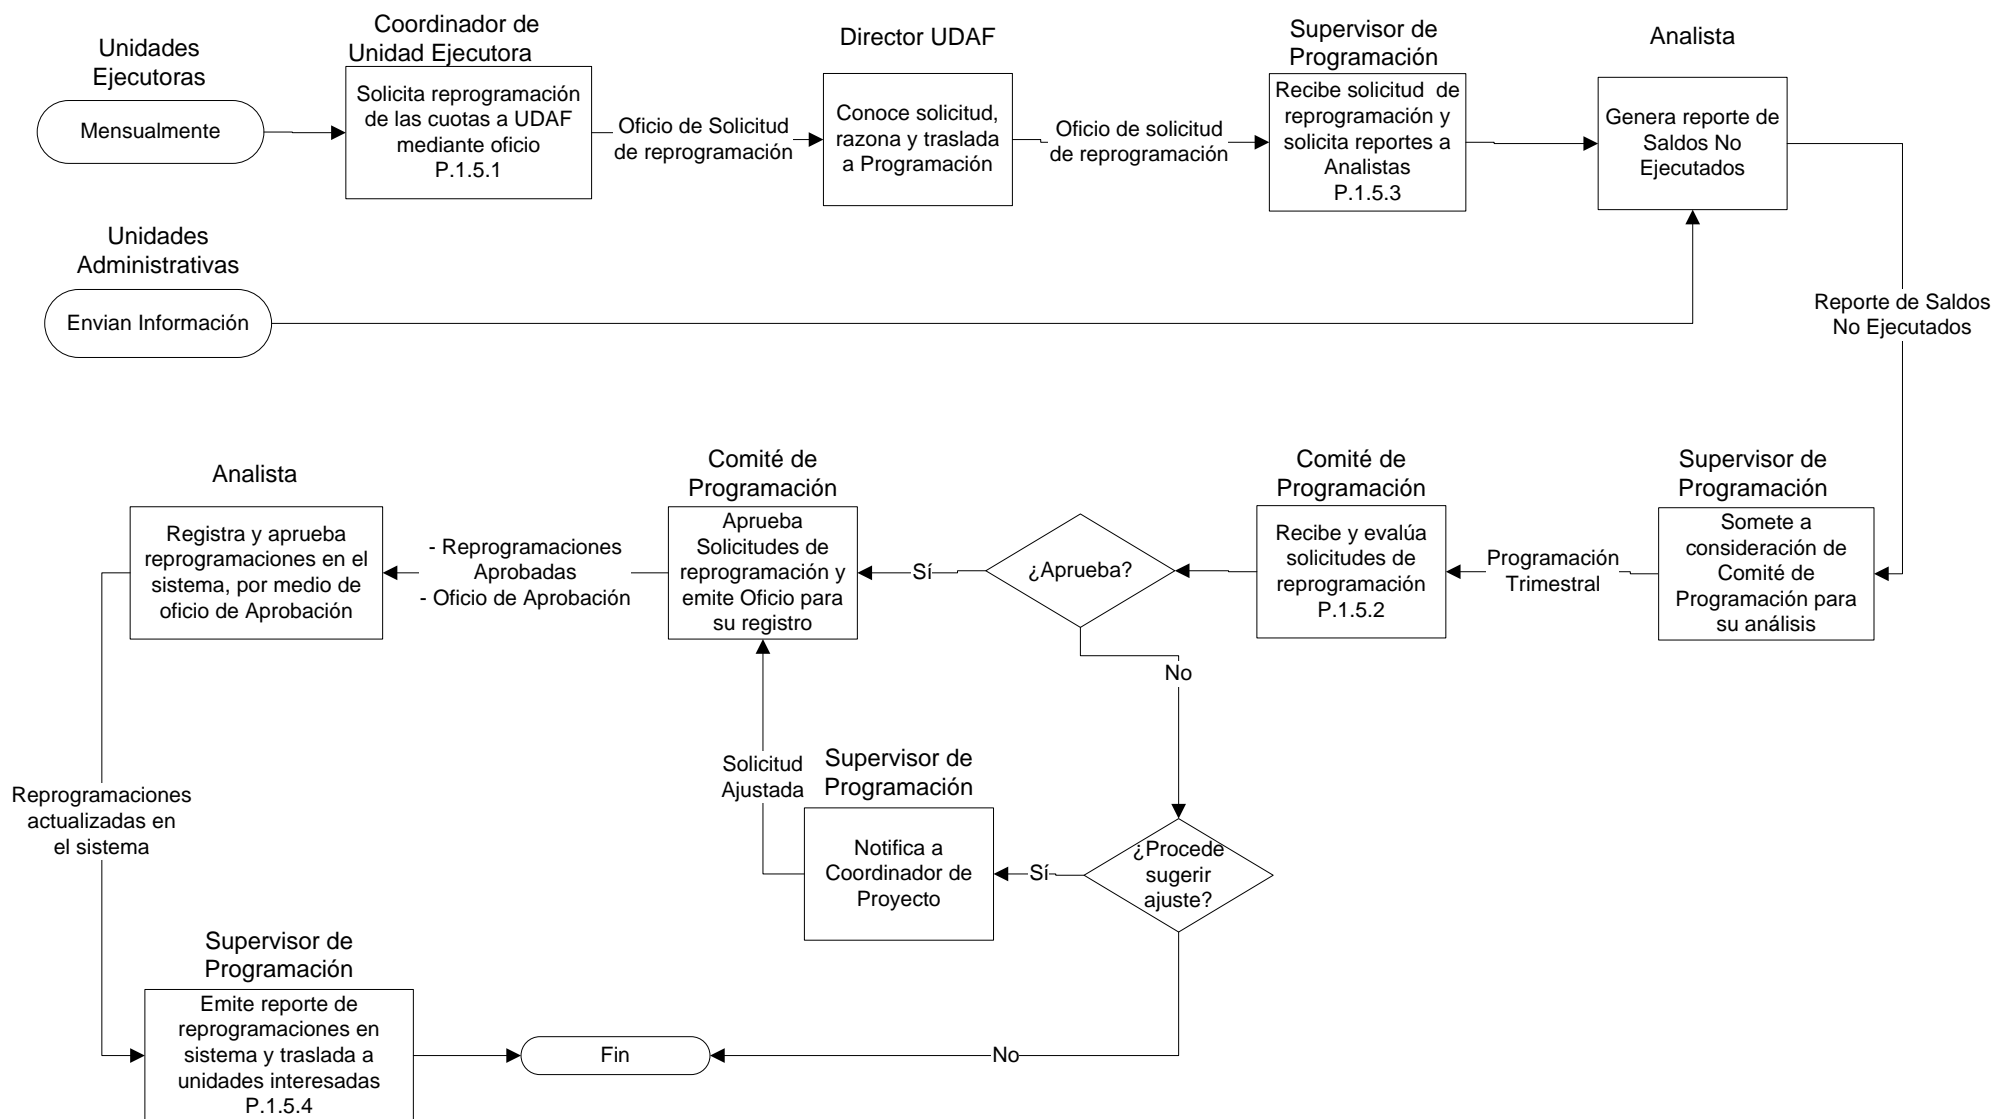 Unidades
Ejecutoras
Mensualmente
Coordinador de
Unidad Ejecutora
Solicita reprogramación
de las cuotas a UDAF
mediante oficio
P.1.5.1
Oficio de Solicitud
de reprogramación
Director UDAF
Conoce solicitud,
razona y traslada
a Programación
Oficio de solicitud
de reprogramación
Supervisor de
Programación
Recibe solicitud de
reprogramación y
solicita reportes a
Analistas
P.1.5.3
Analista
Genera reporte de
Saldos No
Ejecutados
Unidades
Administrativas
Envian Información
Reporte de Saldos
No Ejecutados
Supervisor de
Programación
Somete a
consideración de
Comité de
Programación para
su análisis
Programación
Trimestral
Comité de
Programación
Recibe y evalúa
solicitudes de
reprogramación
P.1.5.2
¿Aprueba?
Sí
No
Comité de
Programación
Aprueba
Solicitudes de
reprogramación y
emite Oficio para
su registro
- Reprogramaciones
Aprobadas
- Oficio de Aprobación
Analista
Registra y aprueba
reprogramaciones en el
sistema, por medio de
oficio de Aprobación
¿Procede
sugerir
ajuste?
Sí
No
Supervisor de
Programación
Notifica a
Coordinador de
Proyecto
Solicitud
Ajustada
Reprogramaciones
actualizadas en
el sistema
Supervisor de
Programación
Emite reporte de
reprogramaciones en
sistema y traslada a
unidades interesadas
P.1.5.4
Fin